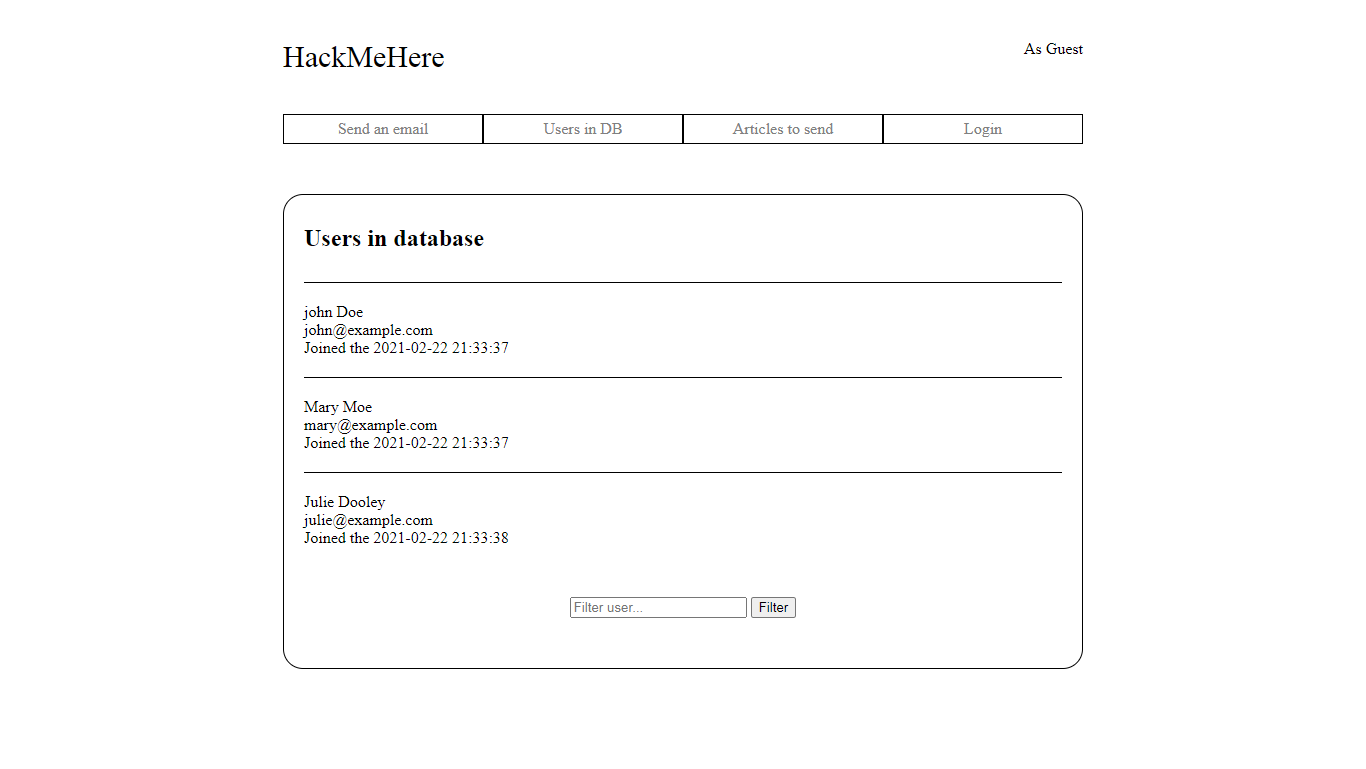 HackMeHere
As Guest
Send an email
Users in DB
Articles to send
Login
Users in database
john Doe
john@example.com
Joined the 2021-02-22 21:33:37
Mary Moe
mary@example.com
Joined the 2021-02-22 21:33:37
Julie Dooley
julie@example.com
Joined the 2021-02-22 21:33:38
Filter user...
Filter